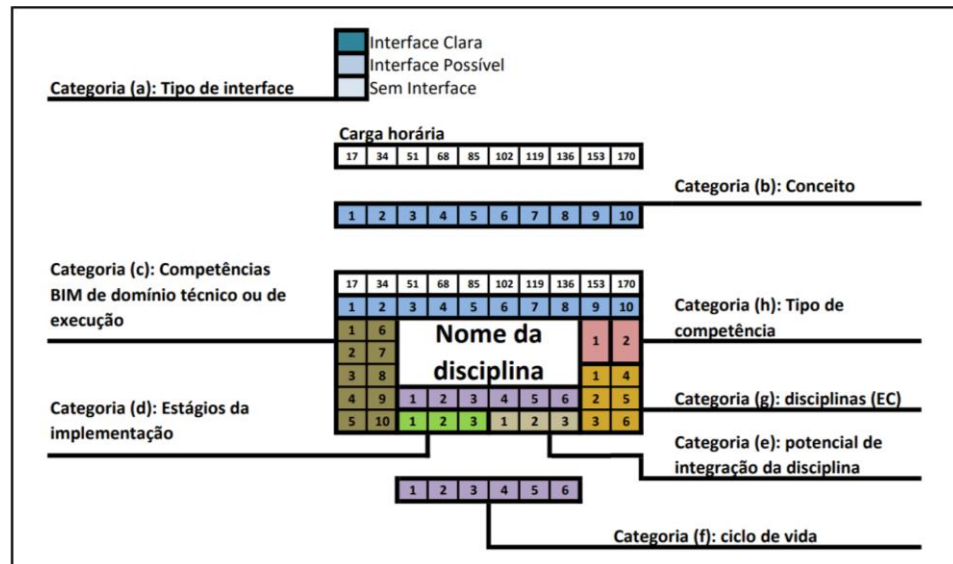 Interface Clara
Interface Possível
Categoria (a): Tipo de interface
Sem Interface
Carga horária
17 34 51 68 85 102 119 136 153 170
Categoria (b): Conceito
1 2 3 4 5 6 7 8 9 10
Categoria (c): Competências
BIM de domínio técnico ou de
execução
17 34 51 68 85 102 119 136 153 170
1 2 3 4 5 6 7 8 9 10
Nome da
disciplina
1 6
2 7
3 8
4 9
5 10
1 2
1 4
2 5
3 6
1 2 3 4 5 6
1 2 3 1 2 3
Categoria (h): Tipo de
competência
Categoria (d): Estágios da
implementação
Categoria (g): disciplinas (EC)
Categoria (e): potencial de
integração da disciplina
1 2 3 4 5 6
Categoria (f): ciclo de vida